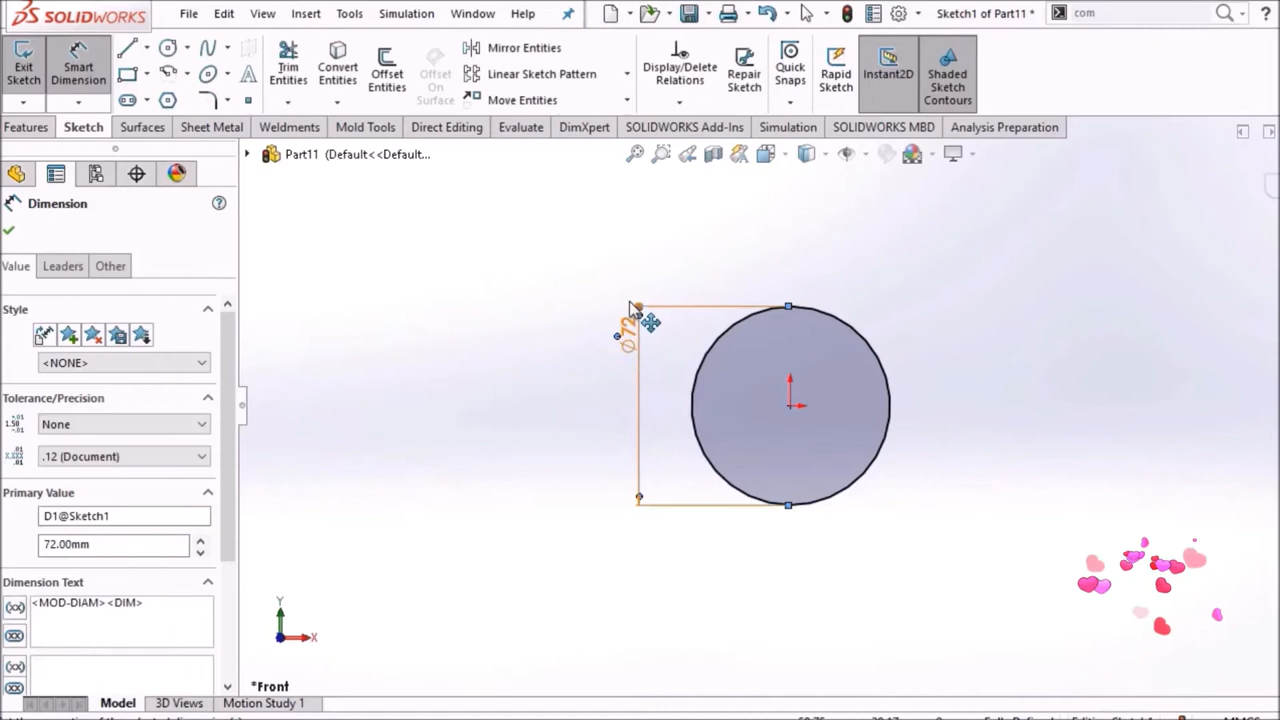 SOLIDWORKS File Edit View Insert Tools Simulation Window Help Sketch1 of Part11 * com ?
Exit Sketch
Smart Dimension
Trim Entities
Convert Entities
Offset Entities
Offset On Surface
Mirror Entities
Linear Sketch Pattern
Move Entities
Display/Delete Relations
Repair Sketch
Quick Snaps
Rapid Sketch
Instant2D
Shaded Sketch Contours
Features Sketch Surfaces Sheet Metal Weldments Mold Tools Direct Editing Evaluate DimXpert SOLIDWORKS Add-Ins Simulation SOLIDWORKS MBD Analysis Preparation
Part11 (Default<<Default...
Dimension
Value Leaders Other
Style
<NONE>
Tolerance/Precision
None
.12 (Document)
Primary Value
D1@Sketch1
72.00mm
Dimension Text
<MOD-DIAM><DIM>
∅72
Y
X
*Front
Model 3D Views Motion Study 1